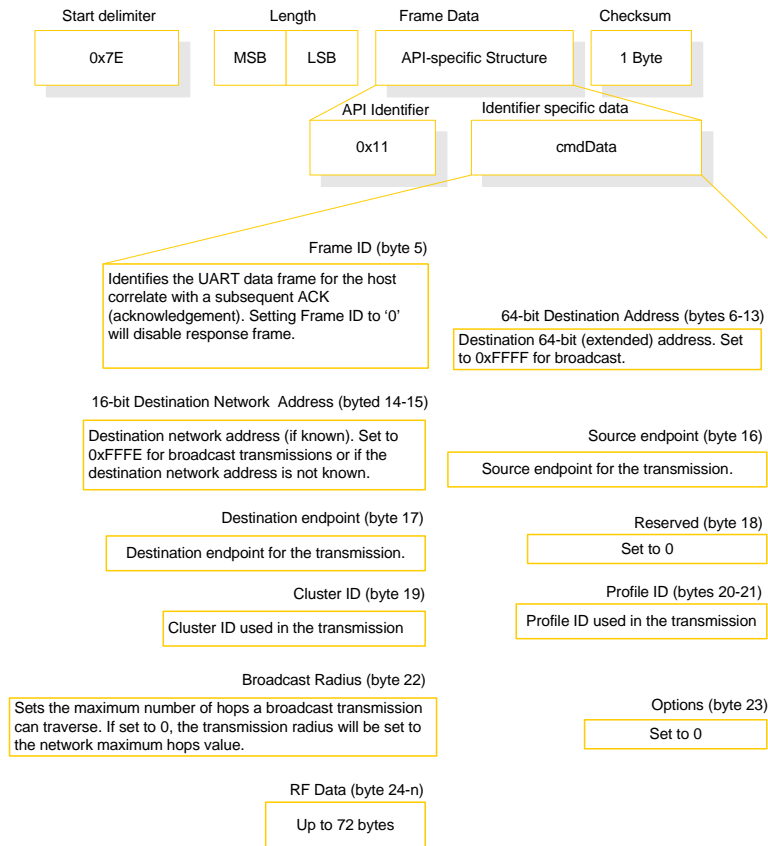 Start delimiter
Length
Frame Data
Checksum
0x7E
MSB
LSB
API-specific Structure
1 Byte
API Identifier
Identifier specific data
0x11
cmdData
Frame ID (byte 5)
Identifies the UART data frame for the host
correlate with a subsequent ACK
(acknowledgement). Setting Frame ID to ‘0’
will disable response frame.
64-bit Destination Address (bytes 6-13)
Destination 64-bit (extended) address. Set
to 0xFFFF for broadcast.
16-bit Destination Network Address (byted 14-15)
Destination network address (if known). Set to
0xFFFE for broadcast transmissions or if the
destination network address is not known.
Source endpoint (byte 16)
Source endpoint for the transmission.
Destination endpoint (byte 17)
Destination endpoint for the transmission.
Reserved (byte 18)
Set to 0
Cluster ID (byte 19)
Cluster ID used in the transmission
Profile ID (bytes 20-21)
Profile ID used in the transmission
Broadcast Radius (byte 22)
Sets the maximum number of hops a broadcast transmission
can traverse. If set to 0, the transmission radius will be set to
the network maximum hops value.
Options (byte 23)
Set to 0
RF Data (byte 24-n)
Up to 72 bytes